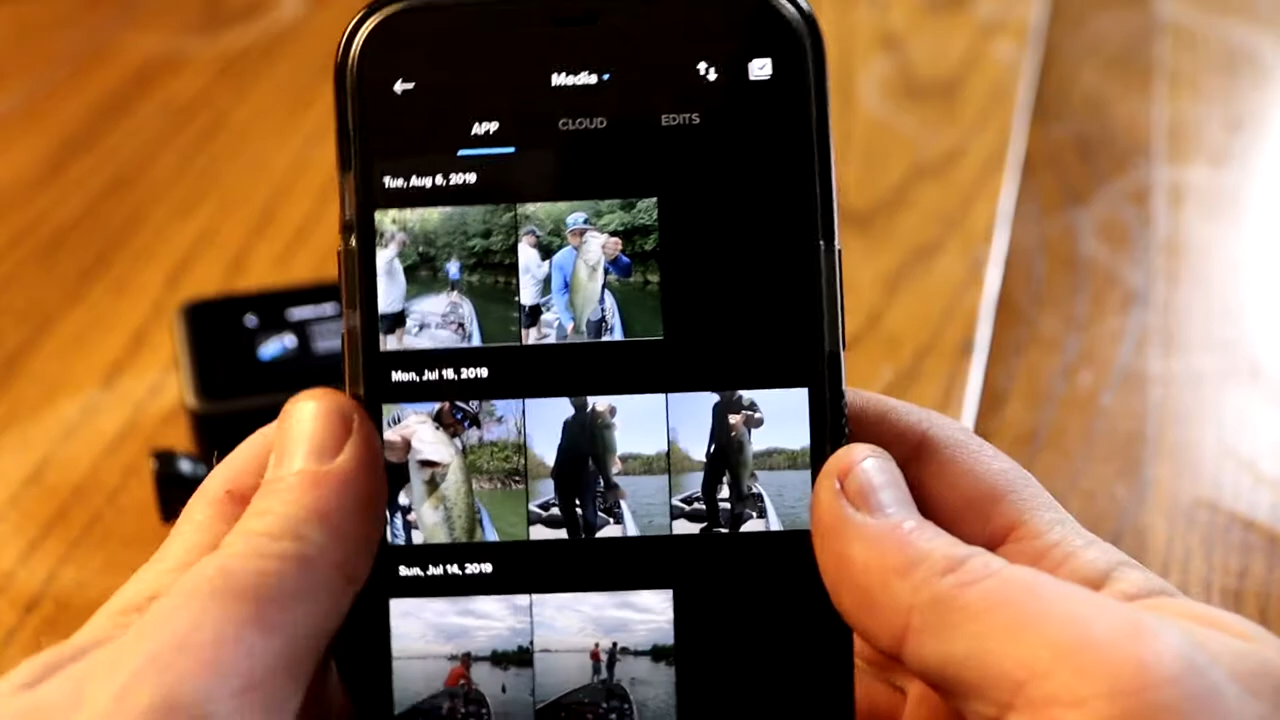 Media
APP CLOUD EDITS
Tue, Aug 6, 2019
Mon, Jul 15, 2019
Sun, Jul 14, 2019